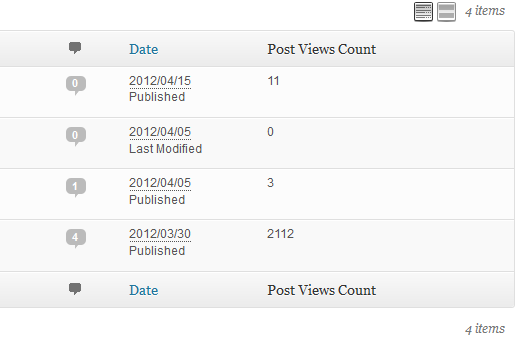 4 items
Date Post Views Count
0 2012/04/15 11
Published
0 2012/04/05 0
Last Modified
1 2012/04/05 3
Published
4 2012/03/30 2112
Published
Date Post Views Count
4 items